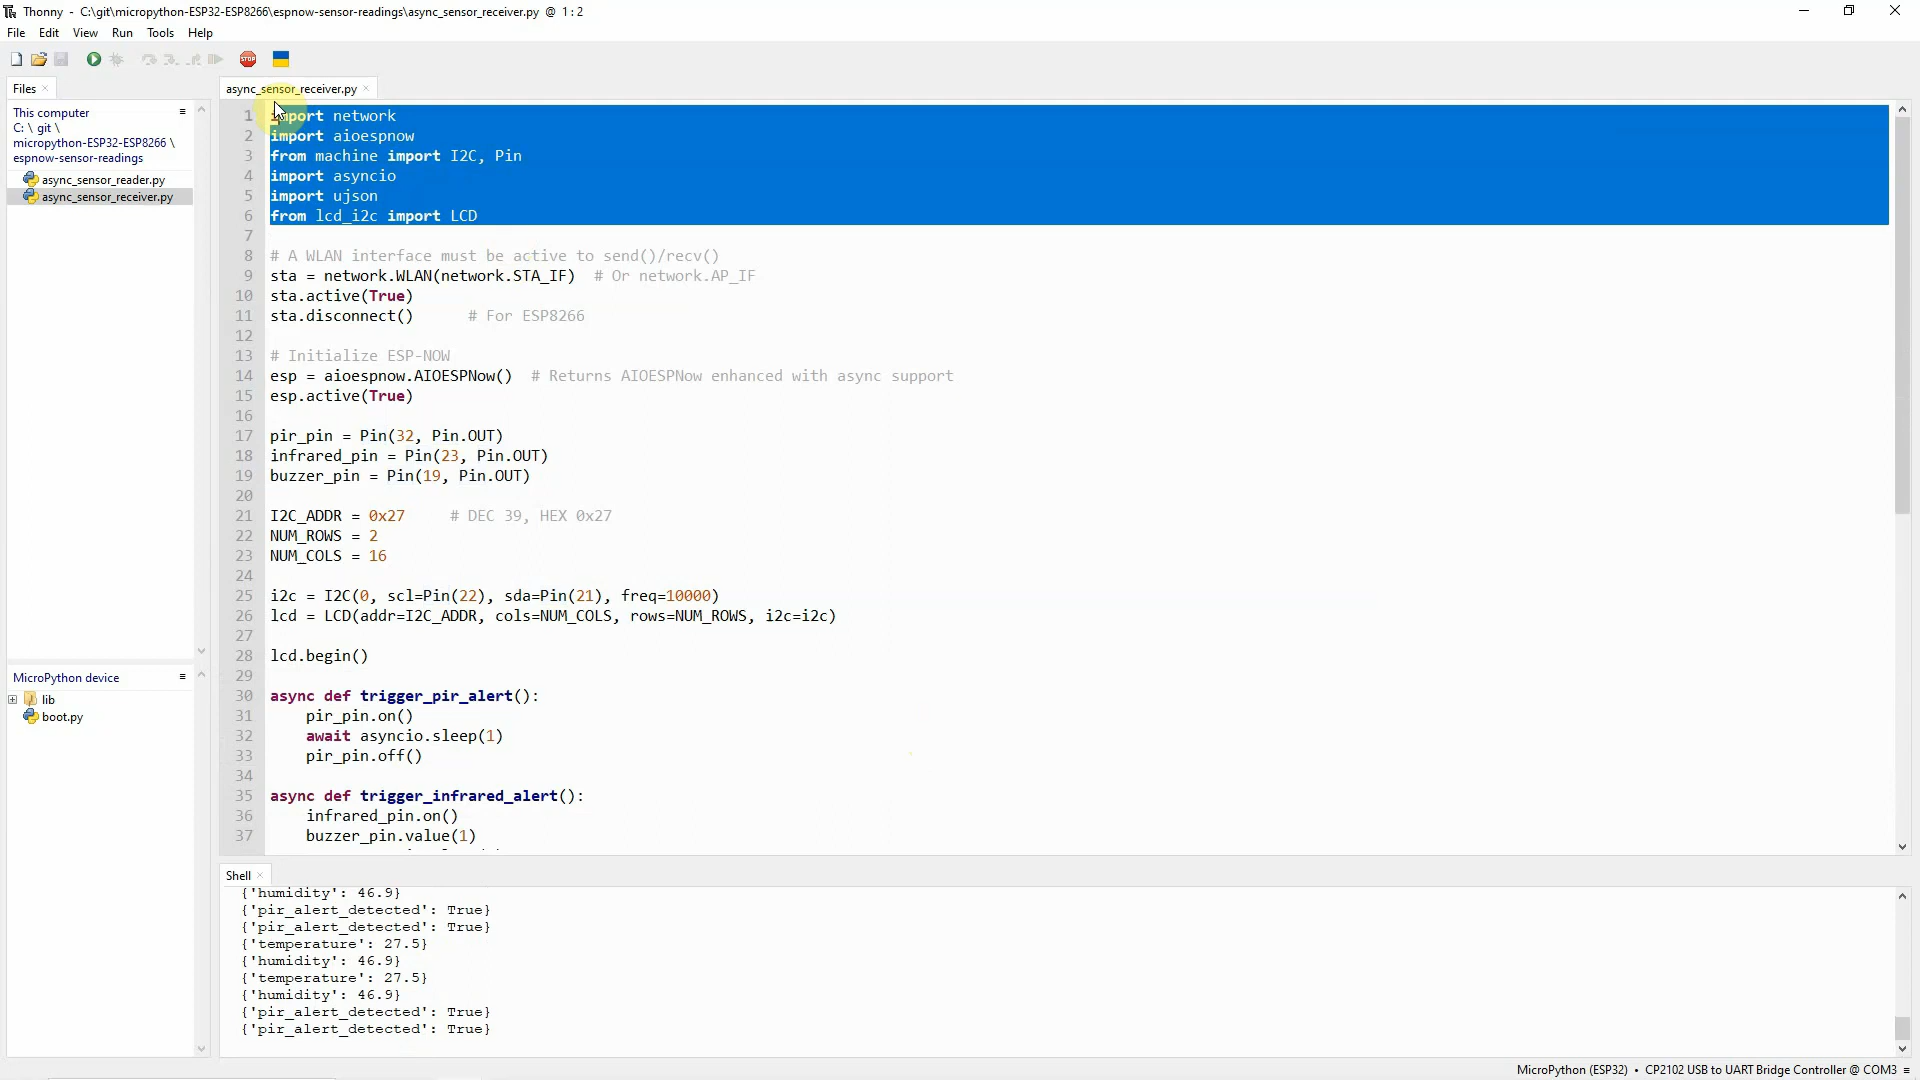 Thonny - C:\git\micropython-ESP32-ESP8266\espnow-sensor-readings\async_sensor_receiver.py @ 1:2
File Edit View Run Tools Help
STOP
Files
This computer
C: \ git \
micropython-ESP32-ESP8266 \
espnow-sensor-readings
async_sensor_reader.py
async_sensor_receiver.py
MicroPython device
lib
boot.py
async_sensor_receiver.py
1 import network
2 import aioespnow
3 from machine import I2C, Pin
4 import asyncio
5 import ujson
6 from lcd_i2c import LCD
7
8 # A WLAN interface must be active to send()/recv()
9 sta = network.WLAN(network.STA_IF)  # Or network.AP_IF
10 sta.active(True)
11 sta.disconnect()      # For ESP8266
12
13 # Initialize ESP-NOW
14 esp = aioespnow.AIOESPNow()  # Returns AIOESPNow enhanced with async support
15 esp.active(True)
16
17 pir_pin = Pin(32, Pin.OUT)
18 infrared_pin = Pin(23, Pin.OUT)
19 buzzer_pin = Pin(19, Pin.OUT)
20
21 I2C_ADDR = 0x27     # DEC 39, HEX 0x27
22 NUM_ROWS = 2
23 NUM_COLS = 16
24
25 i2c = I2C(0, scl=Pin(22), sda=Pin(21), freq=10000)
26 lcd = LCD(addr=I2C_ADDR, cols=NUM_COLS, rows=NUM_ROWS, i2c=i2c)
27
28 lcd.begin()
29
30 async def trigger_pir_alert():
31     pir_pin.on()
32     await asyncio.sleep(1)
33     pir_pin.off()
34
35 async def trigger_infrared_alert():
36     infrared_pin.on()
37     buzzer_pin.value(1)
Shell
{'humidity': 46.9}
{'pir_alert_detected': True}
{'pir_alert_detected': True}
{'temperature': 27.5}
{'humidity': 46.9}
{'temperature': 27.5}
{'humidity': 46.9}
{'pir_alert_detected': True}
{'pir_alert_detected': True}
MicroPython (ESP32) • CP2102 USB to UART Bridge Controller @ COM3 ≡